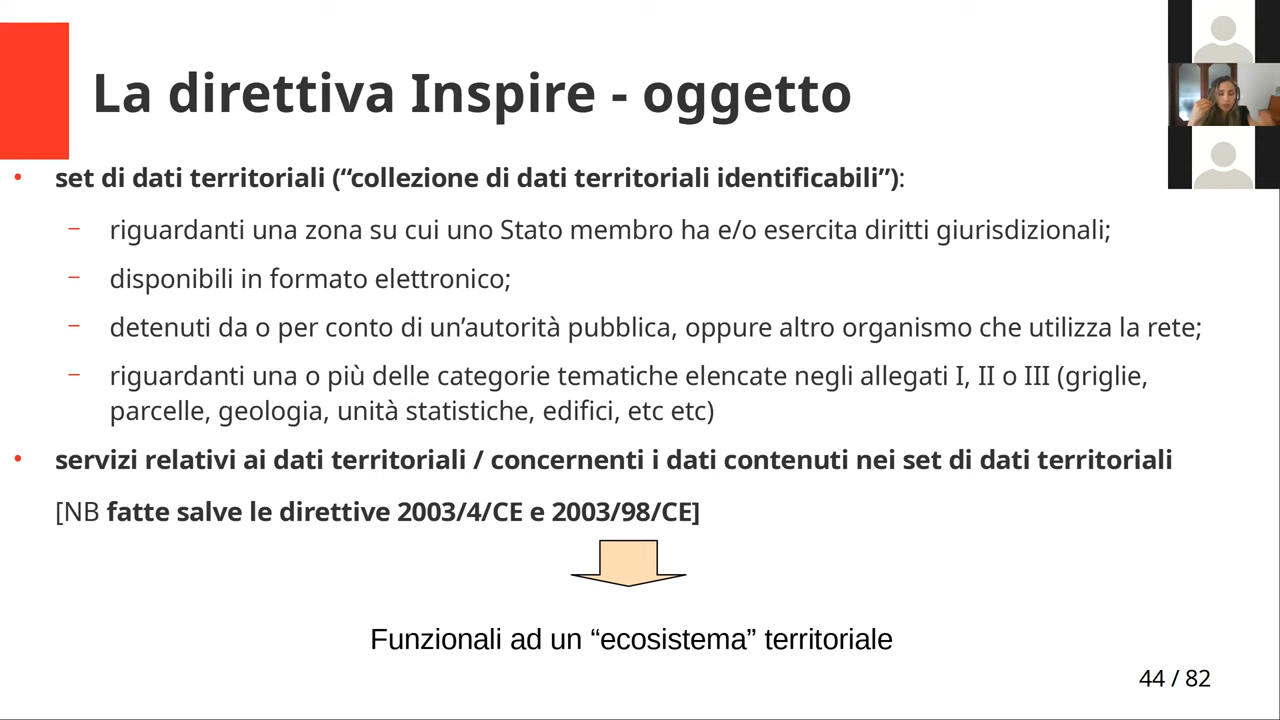 La direttiva Inspire - oggetto
• set di dati territoriali (“collezione di dati territoriali identificabili”):
– riguardanti una zona su cui uno Stato membro ha e/o esercita diritti giurisdizionali;
– disponibili in formato elettronico;
– detenuti da o per conto di un’autorità pubblica, oppure altro organismo che utilizza la rete;
– riguardanti una o più delle categorie tematiche elencate negli allegati I, II o III (griglie,
parcelle, geologia, unità statistiche, edifici, etc etc)
• servizi relativi ai dati territoriali / concernenti i dati contenuti nei set di dati territoriali
[NB fatte salve le direttive 2003/4/CE e 2003/98/CE]
Funzionali ad un “ecosistema” territoriale
44 / 82